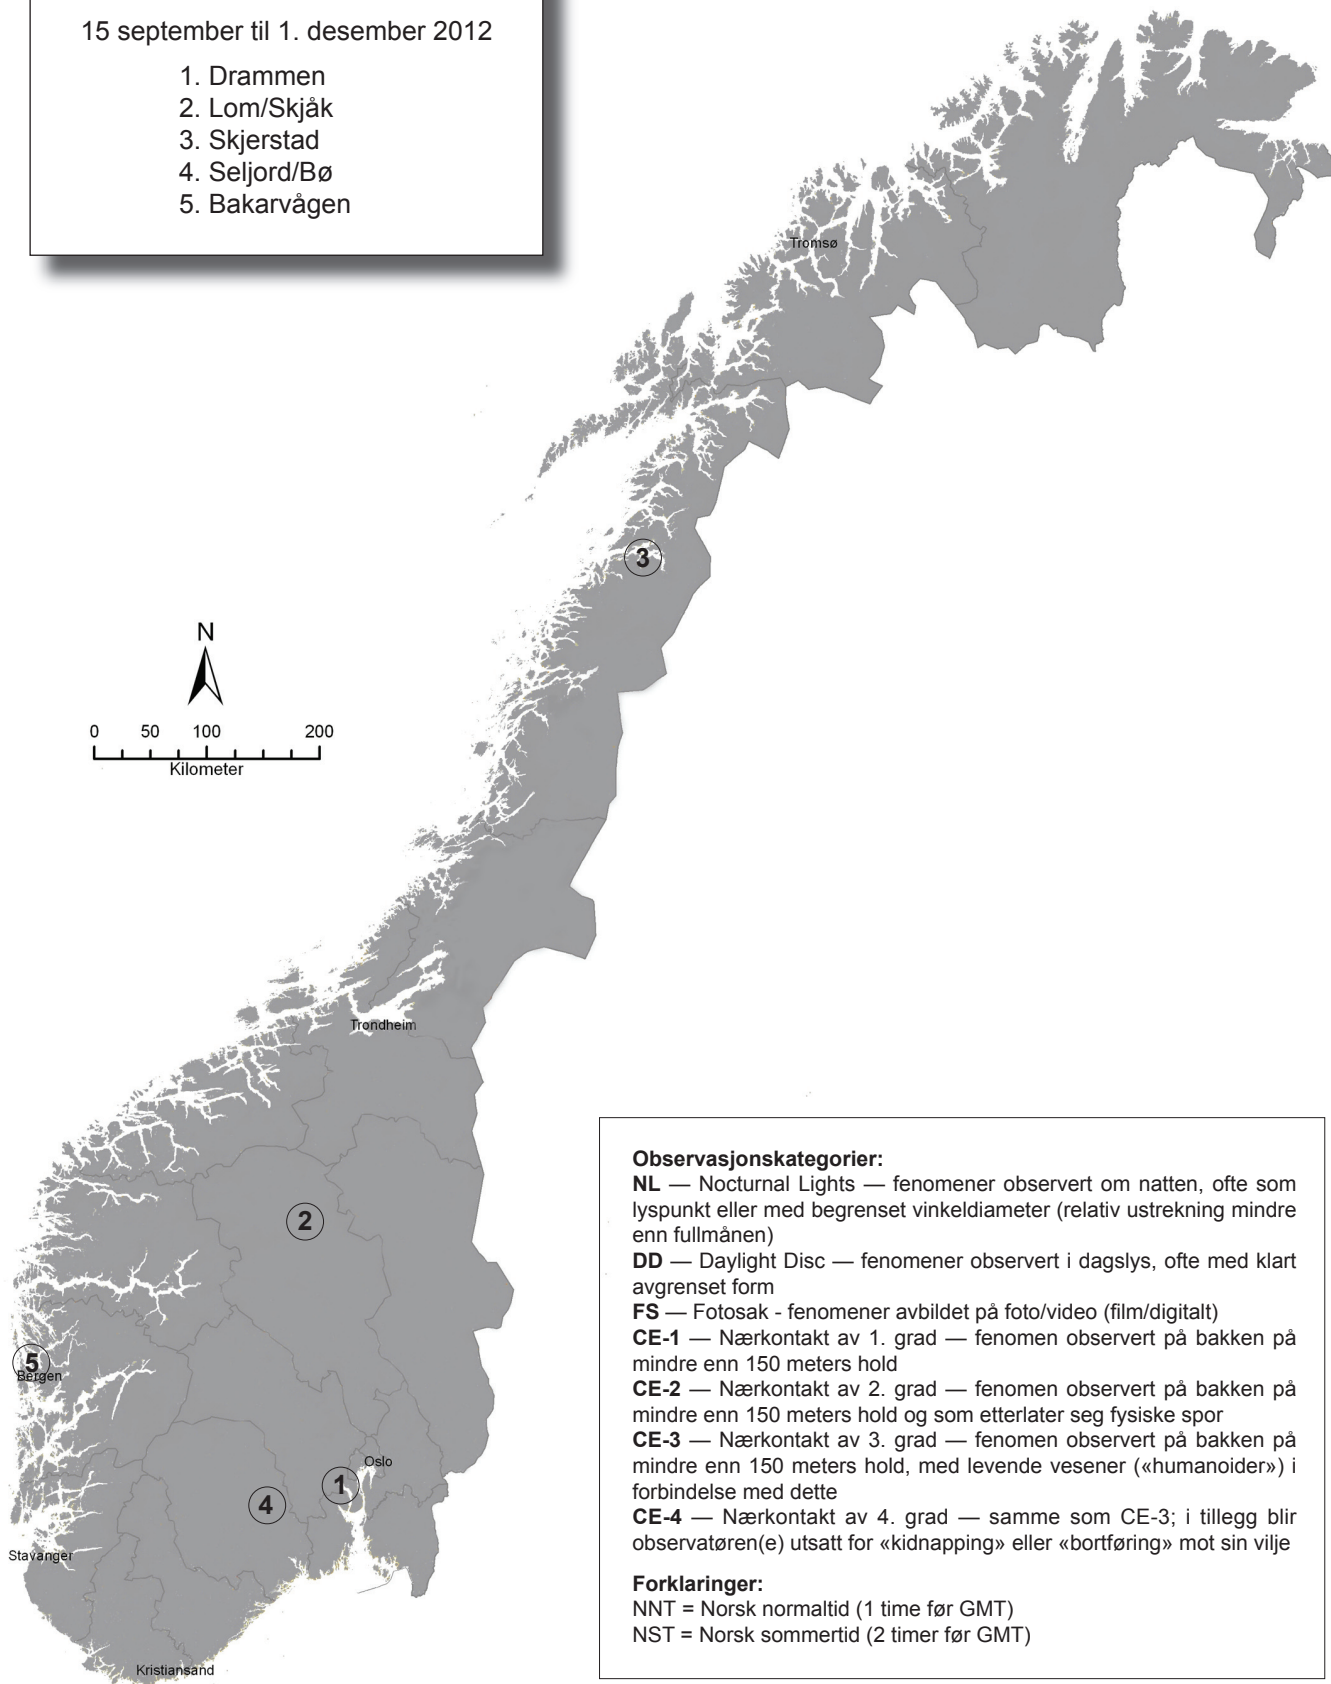 15 september til 1. desember 2012
1. Drammen
2. Lom/Skjåk
3. Skjerstad
4. Seljord/Bø
5. Bakarvågen
Tromsø
3
N
0 50 100 200
Kilometer
Trondheim
2
5
Bergen
Oslo
1
4
Stavanger
Kristiansand
Observasjonskategorier:
NL — Nocturnal Lights — fenomener observert om natten, ofte som
lyspunkt eller med begrenset vinkeldiameter (relativ ustrekning mindre
enn fullmånen)
DD — Daylight Disc — fenomener observert i dagslys, ofte med klart
avgrenset form
FS — Fotosak - fenomener avbildet på foto/video (film/digitalt)
CE-1 — Nærkontakt av 1. grad — fenomen observert på bakken på
mindre enn 150 meters hold
CE-2 — Nærkontakt av 2. grad — fenomen observert på bakken på
mindre enn 150 meters hold og som etterlater seg fysiske spor
CE-3 — Nærkontakt av 3. grad — fenomen observert på bakken på
mindre enn 150 meters hold, med levende vesener («humanoider») i
forbindelse med dette
CE-4 — Nærkontakt av 4. grad — samme som CE-3; i tillegg blir
observatøren(e) utsatt for «kidnapping» eller «bortføring» mot sin vilje
Forklaringer:
NNT = Norsk normaltid (1 time før GMT)
NST = Norsk sommertid (2 timer før GMT)